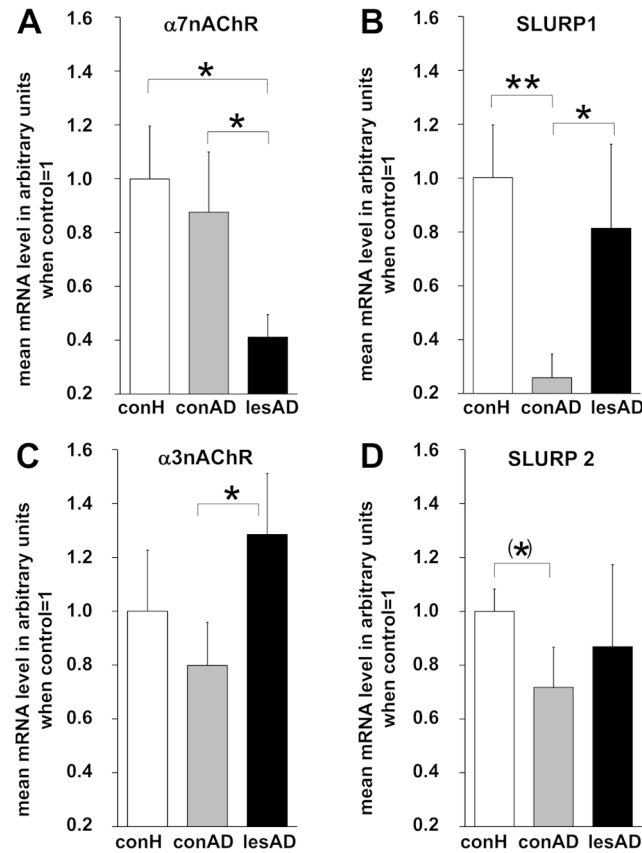 A
α7nAChR
mean mRNA level in arbitrary units
when control=1
1.6
1.4
1.2
1.0
0.8
0.6
0.4
0.2
*
*
conH conAD lesAD
B
SLURP1
mean mRNA level in arbitrary units
when control=1
1.6
1.4
1.2
1.0
0.8
0.6
0.4
0.2
**
*
conH conAD lesAD
C
α3nAChR
mean mRNA level in arbitrary units
when control=1
1.6
1.4
1.2
1.0
0.8
0.6
0.4
0.2
*
conH conAD lesAD
D
SLURP 2
mean mRNA level in arbitrary units
when control=1
1.6
1.4
1.2
1.0
0.8
0.6
0.4
0.2
(*)
conH conAD lesAD